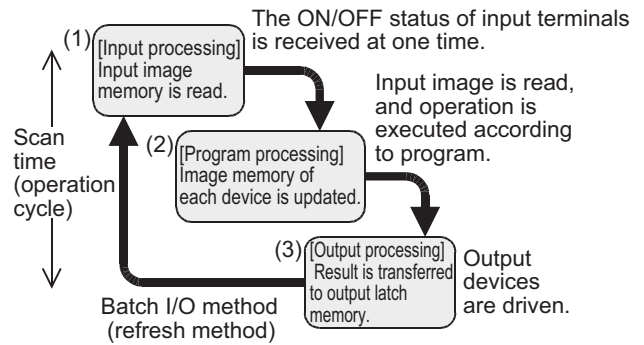 The ON/OFF status of input terminals
is received at one time.
(1)
[Input processing]
Input image
memory is read.
Input image is read,
and operation is
executed according
to program.
Scan
time
(operation
cycle)
(2)
[Program processing]
Image memory of
each device is updated.
(3)
[Output processing]
Result is transferred
to output latch
memory.
Output
devices
are driven.
Batch I/O method
(refresh method)